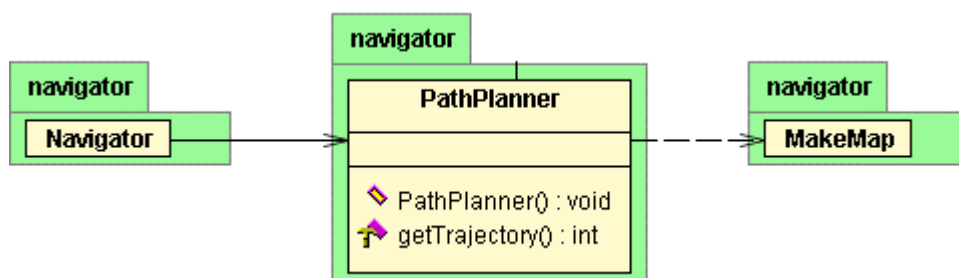 navigator
Navigator
navigator
PathPlanner
PathPlanner() : void
getTrajectory() : int
navigator
MakeMap